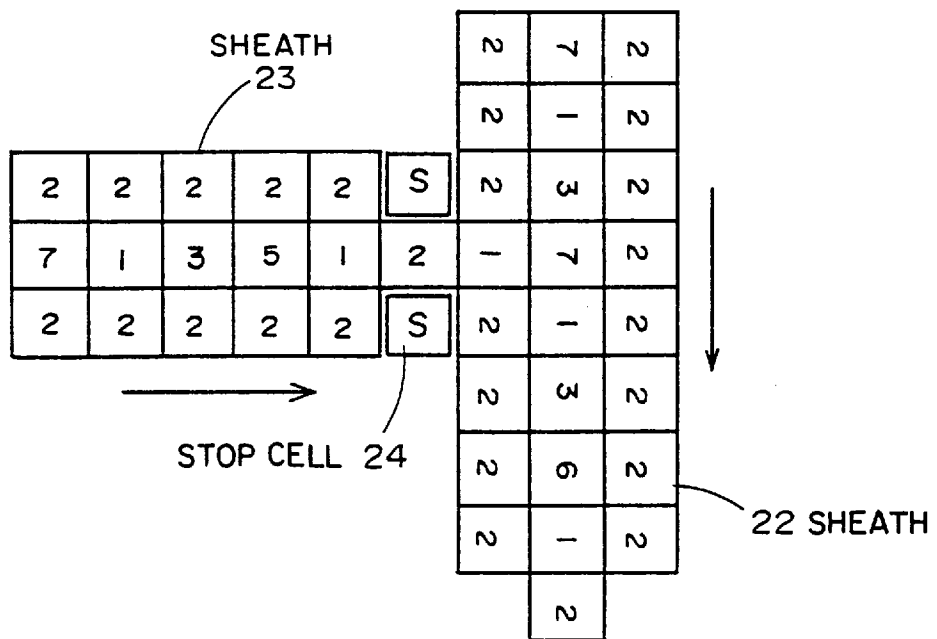 2 7 2
SHEATH
23
2 1 2
2 2 2 2 2 S 2 3 2
7 1 3 5 1 2 1 7 2
2 2 2 2 2 S 2 1 2
2 3 2
STOP CELL 24
2 6 2
22 SHEATH
2 1 2
2